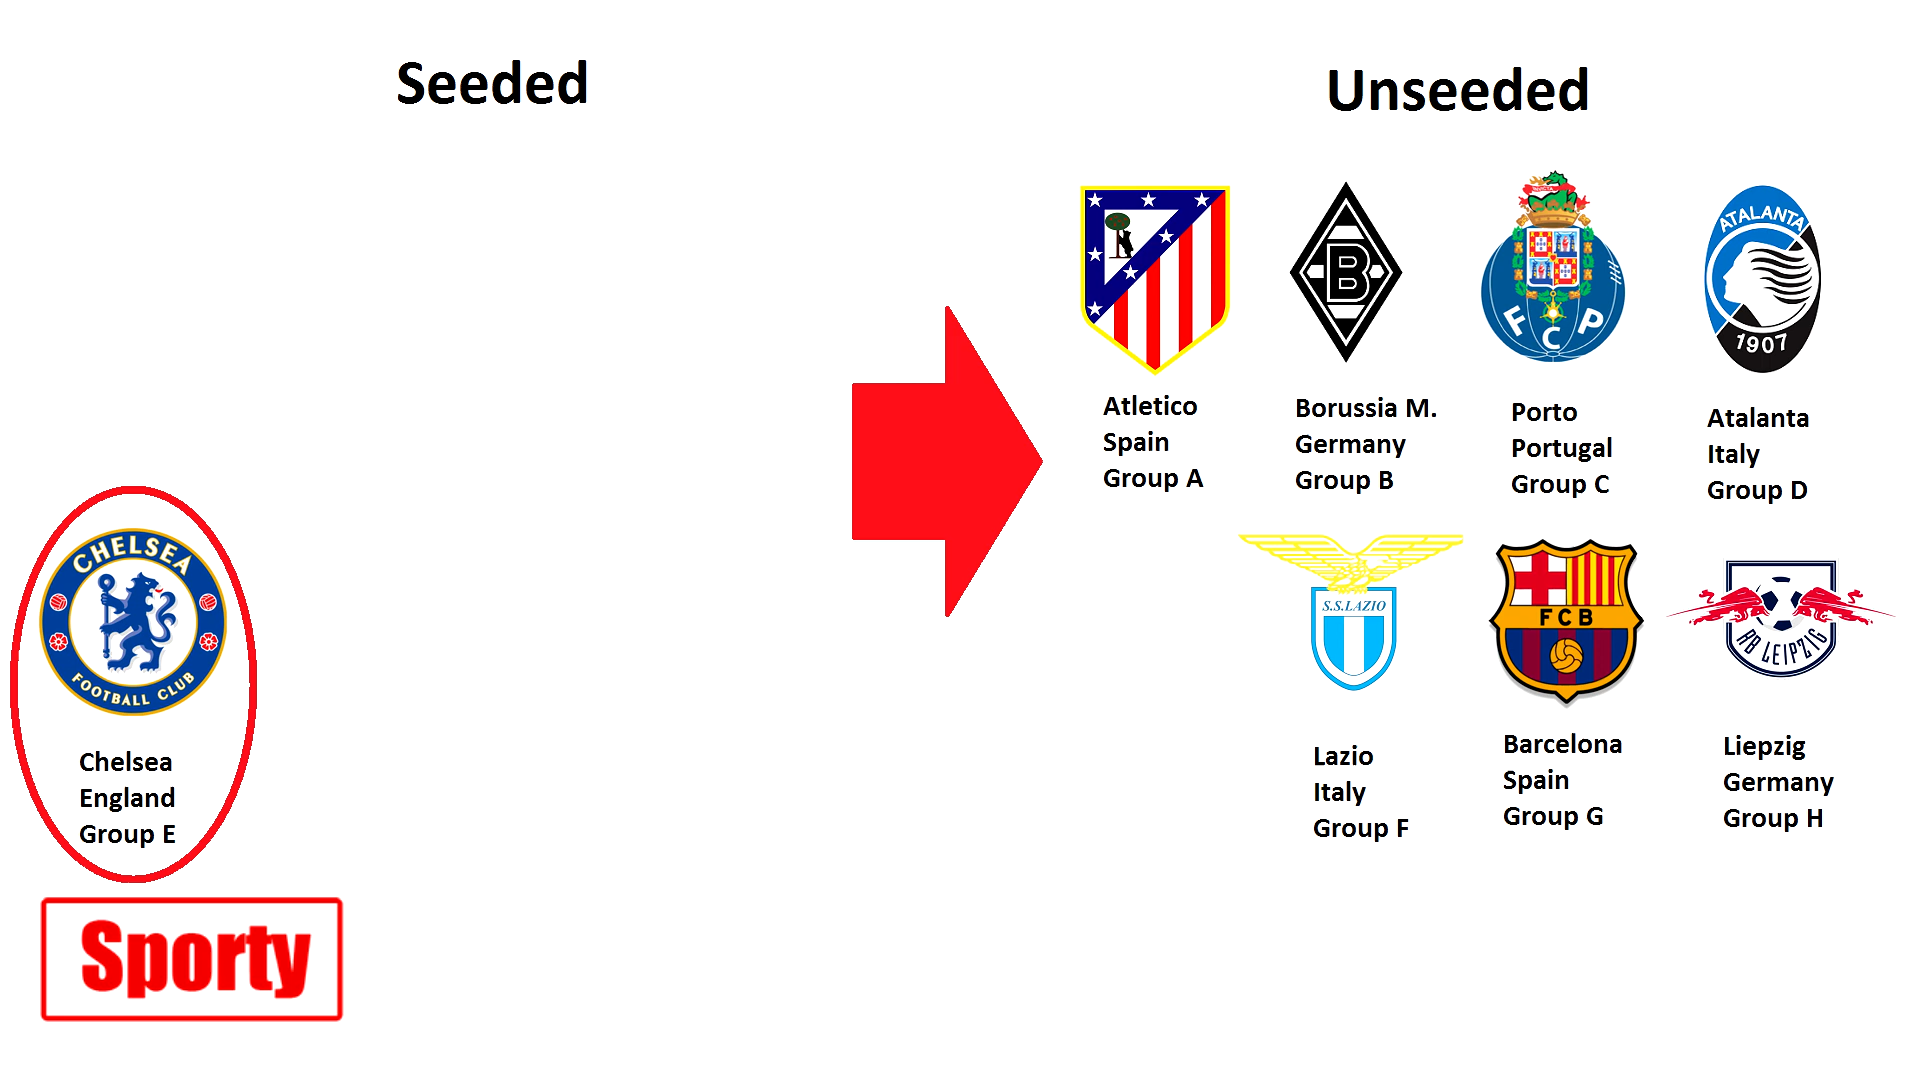 Seeded
Unseeded
ATALANTA
1907
F C P
B
Atletico
Spain
Group A
Borussia M.
Germany
Group B
Porto
Portugal
Group C
Atalanta
Italy
Group D
CHELSEA
FOOTBALL CLUB
S.S.LAZIO
FCB
RB LEIPZIG
Chelsea
England
Group E
Lazio
Italy
Group F
Barcelona
Spain
Group G
Liepzig
Germany
Group H
Sporty